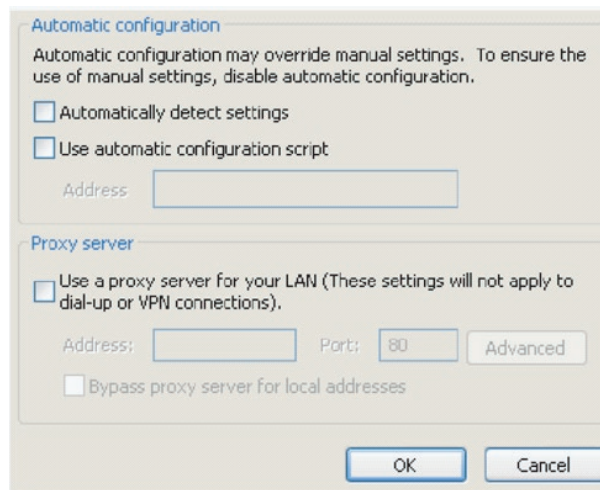 Automatic configuration
Automatic configuration may override manual settings. To ensure the
use of manual settings, disable automatic configuration.
Automatically detect settings
Use automatic configuration script
Address
Proxy server
Use a proxy server for your LAN (These settings will not apply to
dial-up or VPN connections).
Address: Port: 80 Advanced
Bypass proxy server for local addresses
OK Cancel